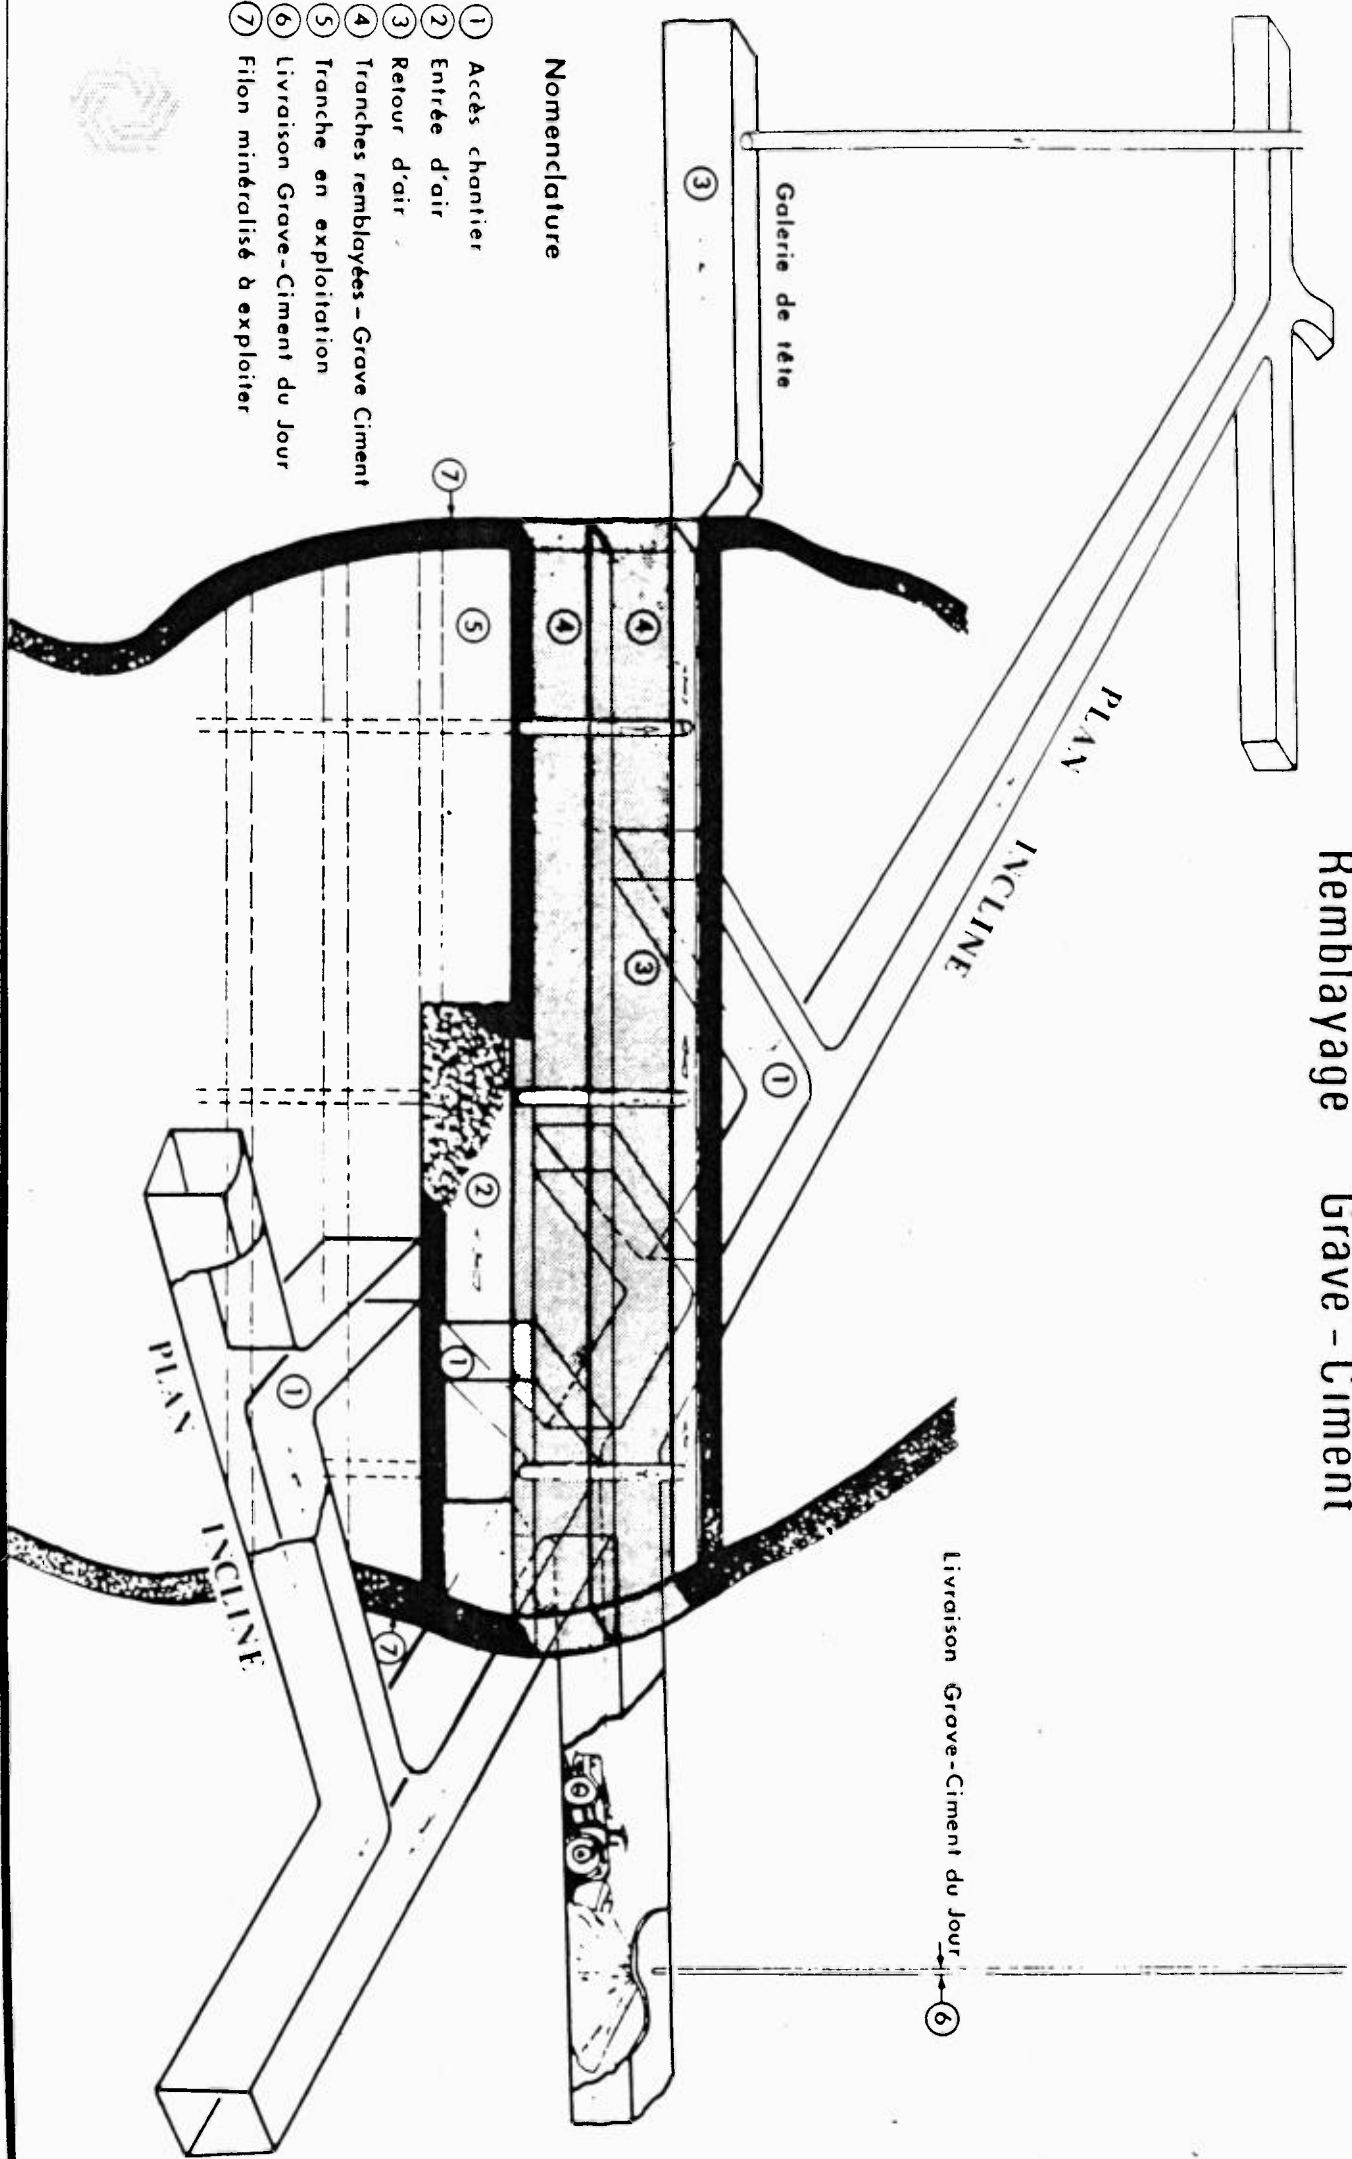 Remblayage Grave - Ciment
PLAN INCLINE
Galerie de tête
③
Livraison Grave-Ciment du Jour
⑥
①
④
④
③
⑤
②
①
⑦
⑦
①
PLAN INCLINE
Nomenclature
① Accès chantier
② Entrée d'air
③ Retour d'air
④ Tranches remblayées - Grave Ciment
⑤ Tranche en exploitation
⑥ Livraison Grave-Ciment du Jour
⑦ Filon minéralisé à exploiter